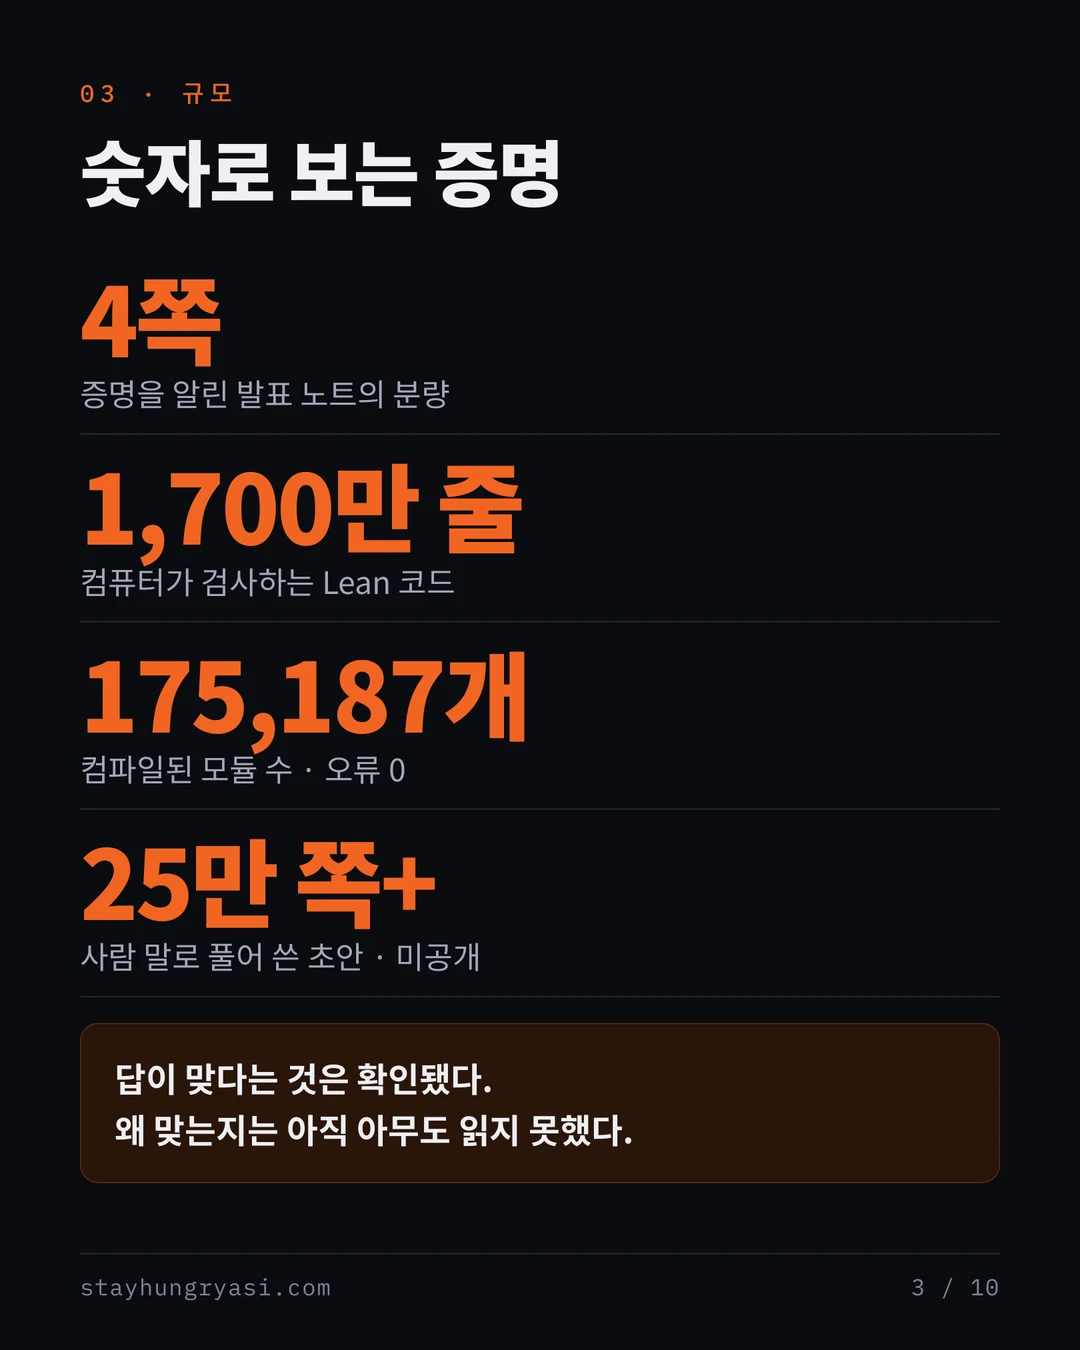 03 · 규모
숫자로 보는 증명
4쪽
증명을 알린 발표 노트의 분량
1,700만 줄
컴퓨터가 검사하는 Lean 코드
175,187개
컴파일된 모듈 수 · 오류 0
25만 쪽+
사람 말로 풀어 쓴 초안 · 미공개
답이 맞다는 것은 확인됐다.
왜 맞는지는 아직 아무도 읽지 못했다.
stayhungryasi.com
3 / 10